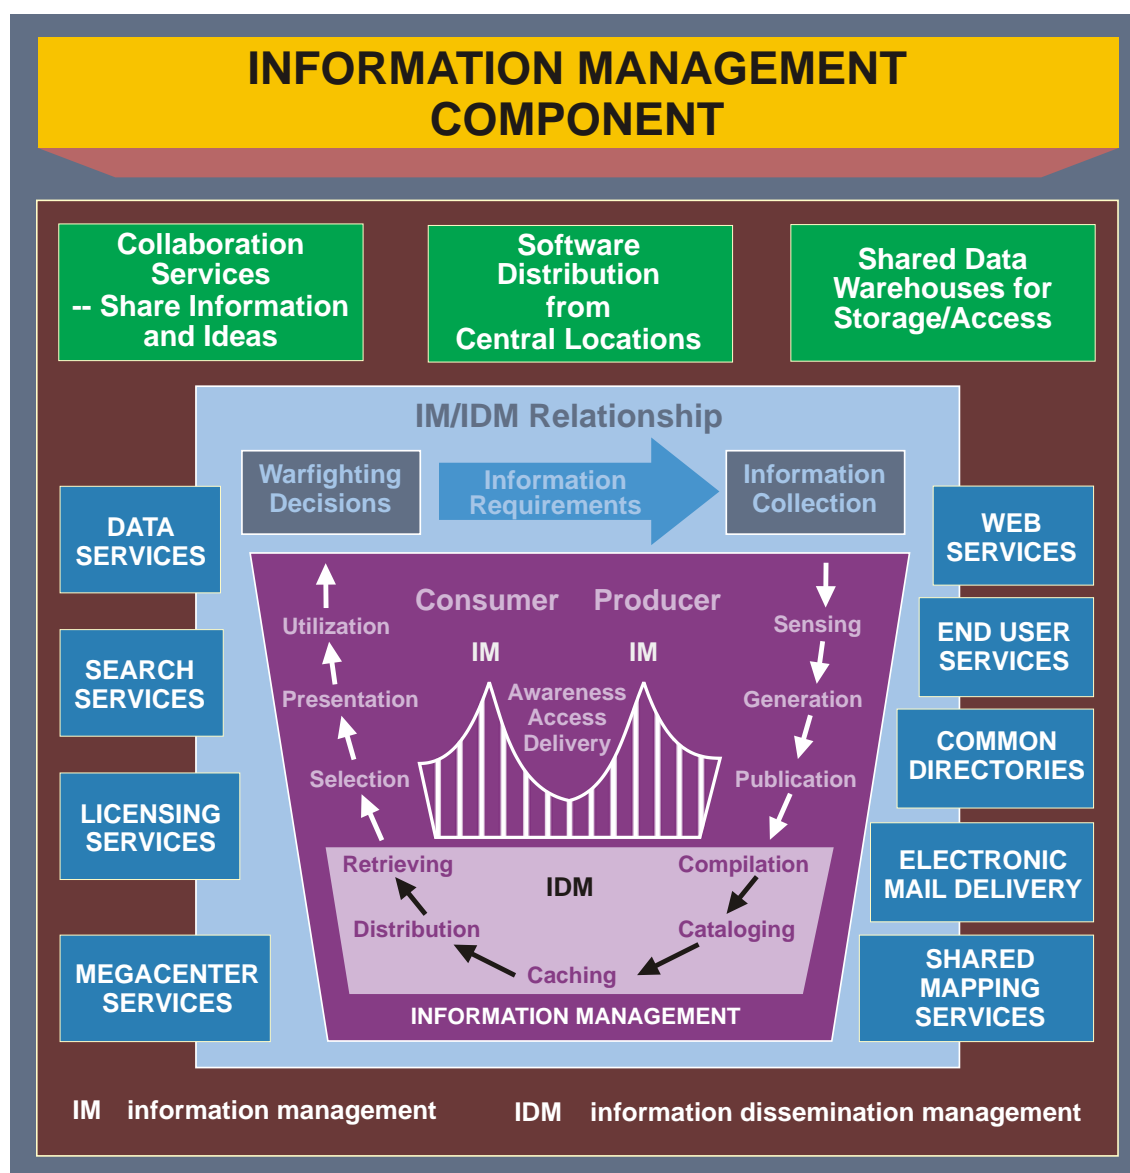 INFORMATION MANAGEMENT
COMPONENT
Collaboration
Services
-- Share Information
and Ideas
Software
Distribution
from
Central Locations
Shared Data
Warehouses for
Storage/Access
IM/IDM Relationship
Warfighting
Decisions
Information
Requirements
Information
Collection
DATA
SERVICES
SEARCH
SERVICES
LICENSING
SERVICES
MEGACENTER
SERVICES
Consumer
Producer
IM
IM
Awareness
Access
Delivery
Utilization
Presentation
Selection
Sensing
Generation
Publication
Retrieving
IDM
Compilation
Distribution
Cataloging
Caching
INFORMATION MANAGEMENT
WEB
SERVICES
END USER
SERVICES
COMMON
DIRECTORIES
ELECTRONIC
MAIL DELIVERY
SHARED
MAPPING
SERVICES
IM information management
IDM information dissemination management